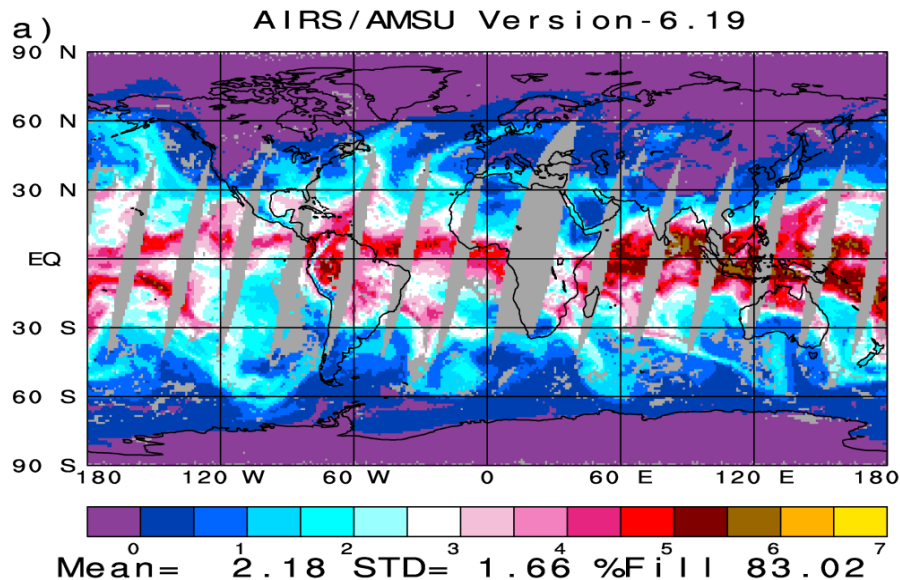 a) AIRS/AMSU Version-6.19
90 N
60 N
30 N
EQ
30 S
60 S
90 S
180 120 W 60 W 0 60 E 120 E 180
0 1 2 3 4 5 6 7
Mean= 2.18 STD= 1.66 %Fill 83.02